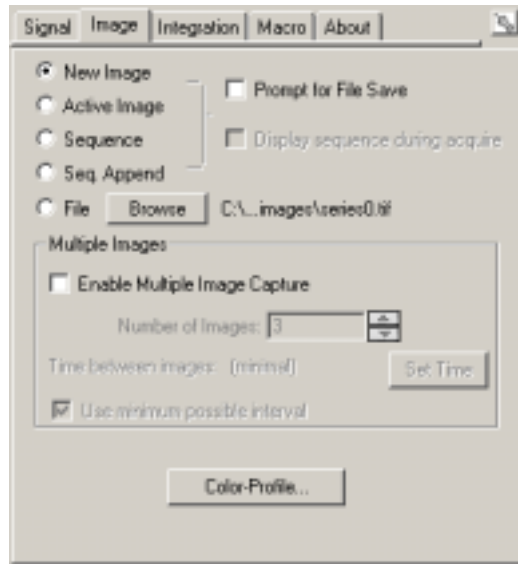 Signal Image Integration Macro About
New Image
Prompt for File Save
Active Image
Sequence
Display sequence during acquire
Seq. Append
File Browse C:\...images\series0.tif
Multiple Images
Enable Multiple Image Capture
Number of Images: 3
Time between images: (minimal) Set Time
Use minimum possible interval
Color-Profile...